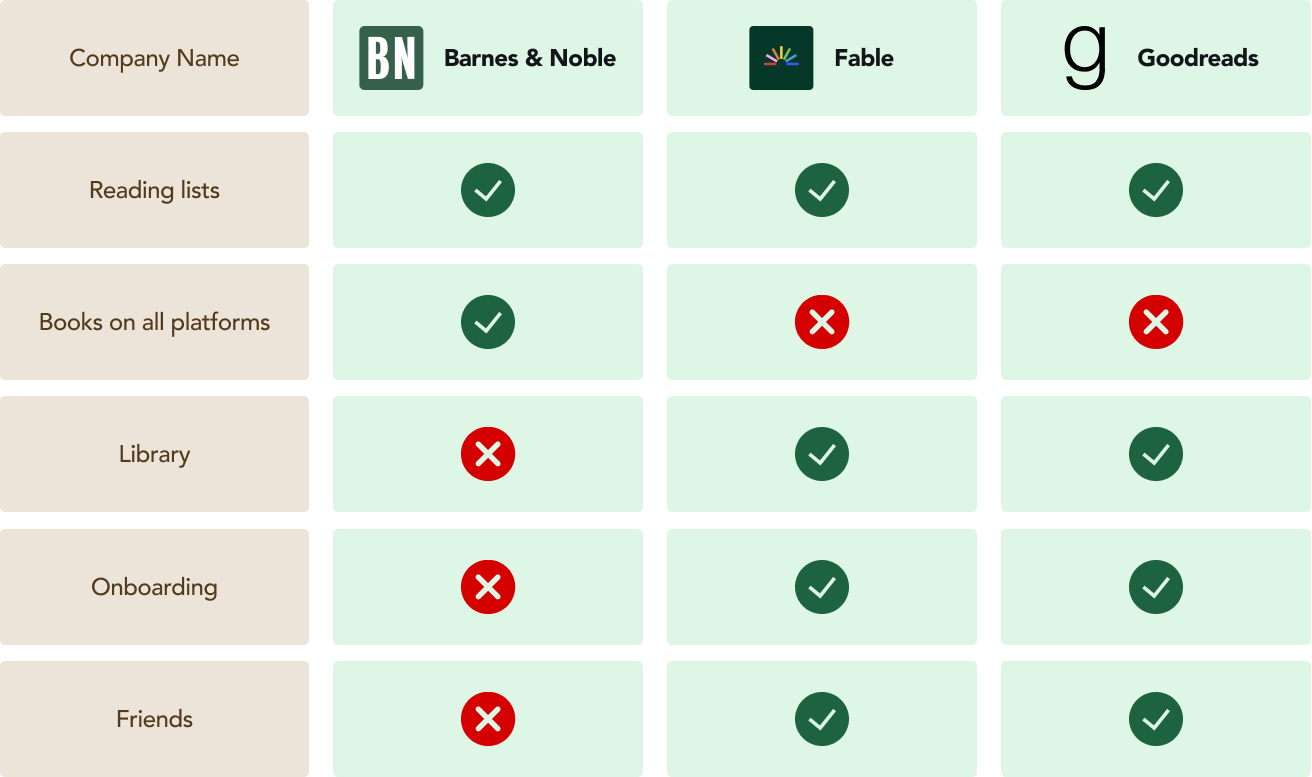 Company Name
BN
Barnes & Noble
Fable
g
Goodreads
Reading lists
Books on all platforms
Library
Onboarding
Friends